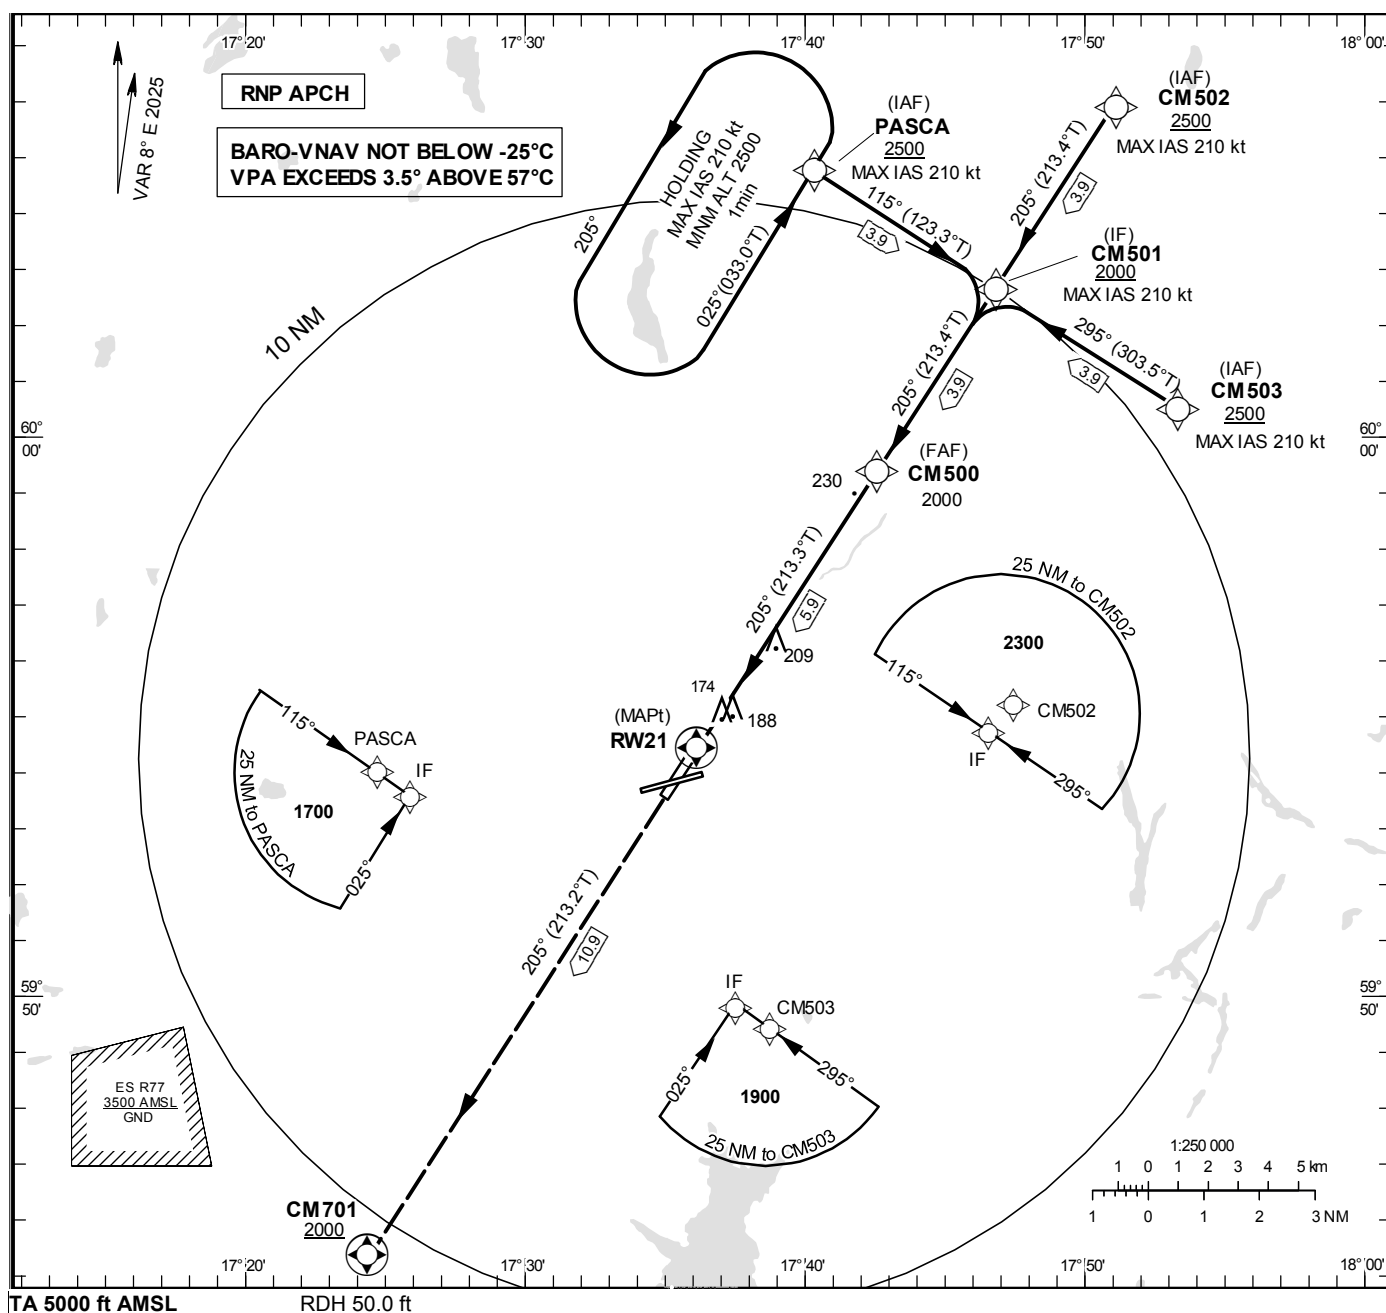 17°20'
17°30'
17°40'
17°50'
18°00'
VAR 8° E 2025
RNP APCH
BARO-VNAV NOT BELOW -25°C
VPA EXCEEDS 3.5° ABOVE 57°C
HOLDING
MAX IAS 210 kt
MNM ALT 2500
1min
205°
025°(033.0°T)
(IAF)
PASCA
2500
MAX IAS 210 kt
(IAF)
CM502
2500
MAX IAS 210 kt
205° (213.4°T)
3.9
115° (123.3°T)
3.9
(IF)
CM501
2000
MAX IAS 210 kt
295° (303.5°T)
3.9
(IAF)
CM503
2500
MAX IAS 210 kt
10 NM
205° (213.4°T)
3.9
60°
00'
60°
00'
(FAF)
CM500
2000
230
205° (213.3°T)
5.9
209
174
188
(MAPt)
RW21
25 NM to CM502
2300
115°
CM502
IF
295°
115°
PASCA
IF
25 NM to PASCA
1700
025°
205° (213.2°T)
10.9
59°
50'
59°
50'
IF
CM503
025°
295°
1900
25 NM to CM503
ES R77
3500 AMSL
GND
1:250 000
1 0 1 2 3 4 5 km
1 0 1 2 3 NM
CM701
2000
17°20'
17°30'
17°40'
17°50'
18°00'
TA 5000 ft AMSL
RDH 50.0 ft